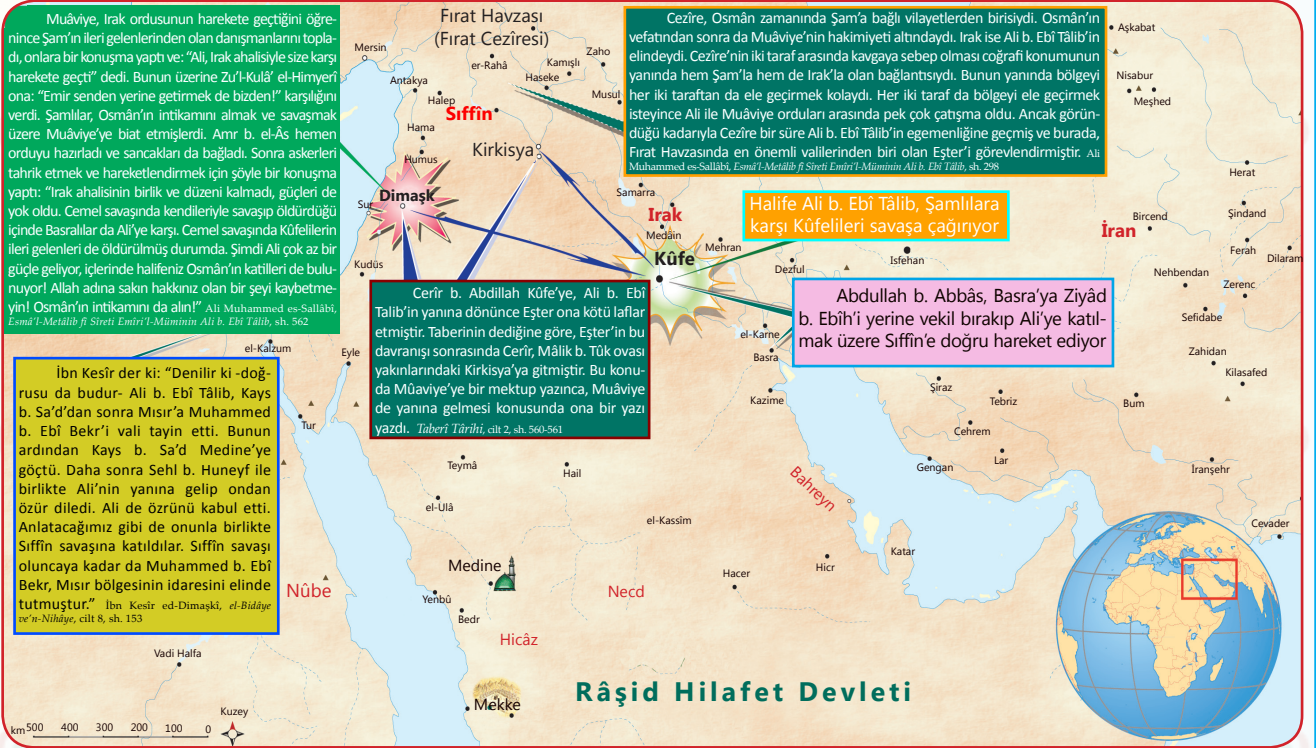 Muâviye, Irak ordusunun harekete geçtiğini öğre-
nince Şam’ın ileri gelenlerinden olan danışmanlarını topla-
dı, onlara bir konuşma yaptı ve: “Ali, Irak ahalisiyle size karşı
harekete geçti” dedi. Bunun üzerine Zu’l-Kulâ’ el-Himyerî
ona: “Emir senden yerine getirmek de bizden!” karşılığını
verdi. Şamlılar, Osmân’ın intikamını almak ve savaşmak
üzere Muâviye’ye biat etmişlerdi. Amr b. el-Âs hemen
orduyu hazırladı ve sancakları da bağladı. Sonra askerleri
tahrik etmek ve hareketlendirmek için şöyle bir konuşma
yaptı: “Irak ahalisinin birlik ve düzeni kalmadı, güçleri de
yok oldu. Cemel savaşında kendileriyle savaşıp öldürdüğü
içinde Basralılar da Ali’ye karşı. Cemel savaşında Kûfelilerin
ileri gelenleri de öldürülmüş durumda. Şimdi Ali çok az bir
güçle geliyor, içlerinde halifeniz Osmân’ın katilleri de bulu-
nuyor! Allah adına sakın hakkınız olan bir şeyi kaybetme-
yin! Osmân’ın intikamını da alın!” Ali Muhammed es-Sallâbî,
Esmâ’l-Metâlib fî Sîreti Emîri’l-Müminin Ali b. Ebî Tâlib, sh. 562
Cezîre, Osmân zamanında Şam’a bağlı vilayetlerden birisiydi. Osmân’ın
vefatından sonra da Muâviye’nin hakimiyeti altındaydı. Irak ise Ali b. Ebî Tâlib’in
elindeydi. Cezîre’nin iki taraf arasında kavgaya sebep olması coğrafi konumunun
yanında hem Şam’la hem de Irak’la olan bağlantısıydı. Bunun yanında bölgeyi
her iki taraftan da ele geçirmek kolaydı. Her iki taraf da bölgeyi ele geçirmek
isteyince Ali ile Muâviye orduları arasında pek çok çatışma oldu. Ancak görün-
düğü kadarıyla Cezîre bir süre Ali b. Ebî Tâlib’in egemenliğine geçmiş ve burada,
Fırat Havzasında en önemli valilerinden biri olan Eşter’i görevlendirmiştir. Ali
Muhammed es-Sallâbî, Esmâ’l-Metâlib fî Sîreti Emîri’l-Müminin Ali b. Ebî Tâlib, sh. 298
Halife Ali b. Ebî Tâlib, Şamlılara
karşı Kûfelileri savaşa çağırıyor
Abdullah b. Abbâs, Basra’ya Ziyâd
b. Ebîh’i yerine vekil bırakıp Ali’ye katıl-
mak üzere Sıffîn’e doğru hareket ediyor
Cerîr b. Abdillah Kûfe’ye, Ali b. Ebî
Talib’in yanına dönünce Eşter ona kötü laflar
etmiştir. Taberinin dediğine göre, Eşter’in bu
davranışı sonrasında Cerîr, Mâlik b. Tûk ovası
yakınlarındaki Kirkisya’ya gitmiştir. Bu konu-
da Mûaviye’ye bir mektup yazınca, Muâviye
de yanına gelmesi konusunda ona bir yazı
yazdı. Taberî Târihi, cilt 2, sh. 560-561
İbn Kesîr der ki: “Denilir ki -doğ-
rusu da budur- Ali b. Ebî Tâlib, Kays
b. Sa’d’dan sonra Mısır’a Muhammed
b. Ebî Bekr’i vali tayin etti. Bunun
ardından Kays b. Sa’d Medine’ye
göçtü. Daha sonra Sehl b. Huneyf ile
birlikte Ali’nin yanına gelip ondan
özür diledi. Ali de özrünü kabul etti.
Anlatacağımız gibi de onunla birlikte
Sıffîn savaşına katıldılar. Sıffîn savaşı
oluncaya kadar da Muhammed b. Ebî
Bekr, Mısır bölgesinin idaresini elinde
tutmuştur.” İbn Kesîr ed-Dimaşkî, el-Bidâye
ve’n-Nihâye, cilt 8, sh. 153
Fırat Havzası
(Fırat Cezîresi)
Mersin
er-Rahâ
Kamışlı
Zaho
Haseke
Musul
Antakya
Halep
Sıffîn
Hama
Humus
Kirkisya
Dimaşk
Sur
Kudüs
Samarra
Irak
Medâin
Mehran
Kûfe
Dezful
Isfehan
İran
Aşkabat
Nisabur
Meşhed
Herat
Bircend
Şindand
Ferah
Dilaram
Nehbendan
Zerenc
Sefidabe
Zahidan
Kilasafed
Bum
İranşehr
Cevader
el-Karne
Basra
Kazime
Şiraz
Tebriz
Cehrem
Lar
Gengan
Bahreyn
Katar
el-Kalzum
Eyle
Tur
Teymâ
Hail
el-Ulâ
el-Kassîm
Medine
Hacer
Hicr
Necd
Nûbe
Yenbû
Bedr
Hicâz
Vadi Halfa
Mekke
Râşid Hilafet Devleti
Kuzey
km 500 400 300 200 100 0